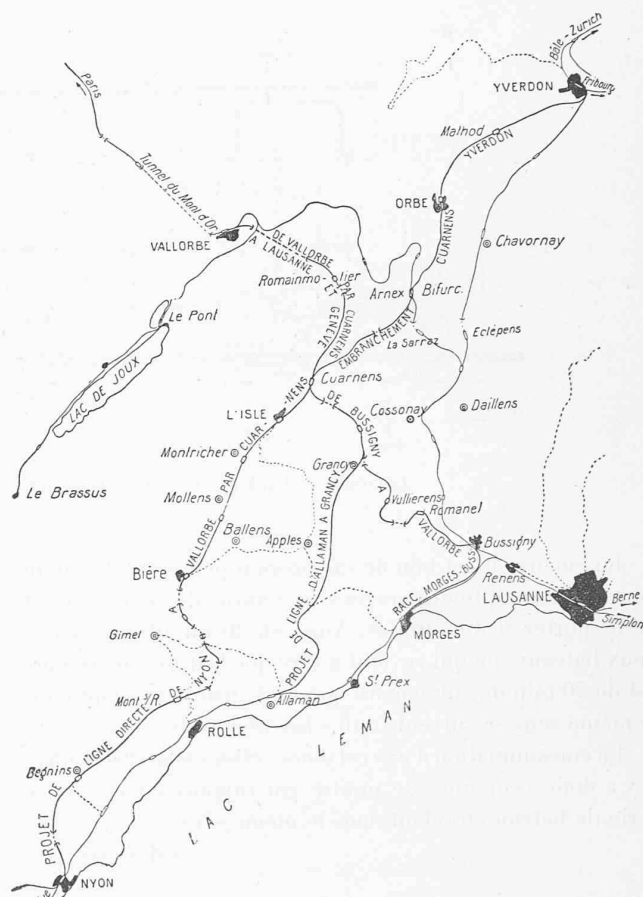 Bâle - Zurich
Paris
YVERDON
Fribourg
Malhod
YVERDON
Tunnel du Mont d'Or
ORBE
CUARNENS
VALLORBE
DE VALLORBE
A LAUSANNE
ET GENÈVE
PAR CUARNENS
Chavornay
Romainmo-tier
Arnex
Bifurc.
Le Pont
EMBRANCHEMENT
La Sarraz
Eclépens
LAC DE JOUX
Cuarnens
L'ISLE
Cossonay
Daillens
Montricher
DE BUSSIGNY A VALLORBE
Grancy
Le Brassus
Mollens
VALLORBE PAR CUAR-NENS
Vullierens
Romanel
Ballens
Apples
Bussigny
Bière
PROJET DE LIGNE D'ALLAMAN A GRANCY
RACC. MORGES-BUSS.
Renens
LAUSANNE
Berne
Simplon
Gimel
MORGES
Mont s/R.
St Prex
Allaman
ROLLE
LAC LEMAN
Begnins
PROJET DE LIGNE DIRECTE DE NYON
NYON